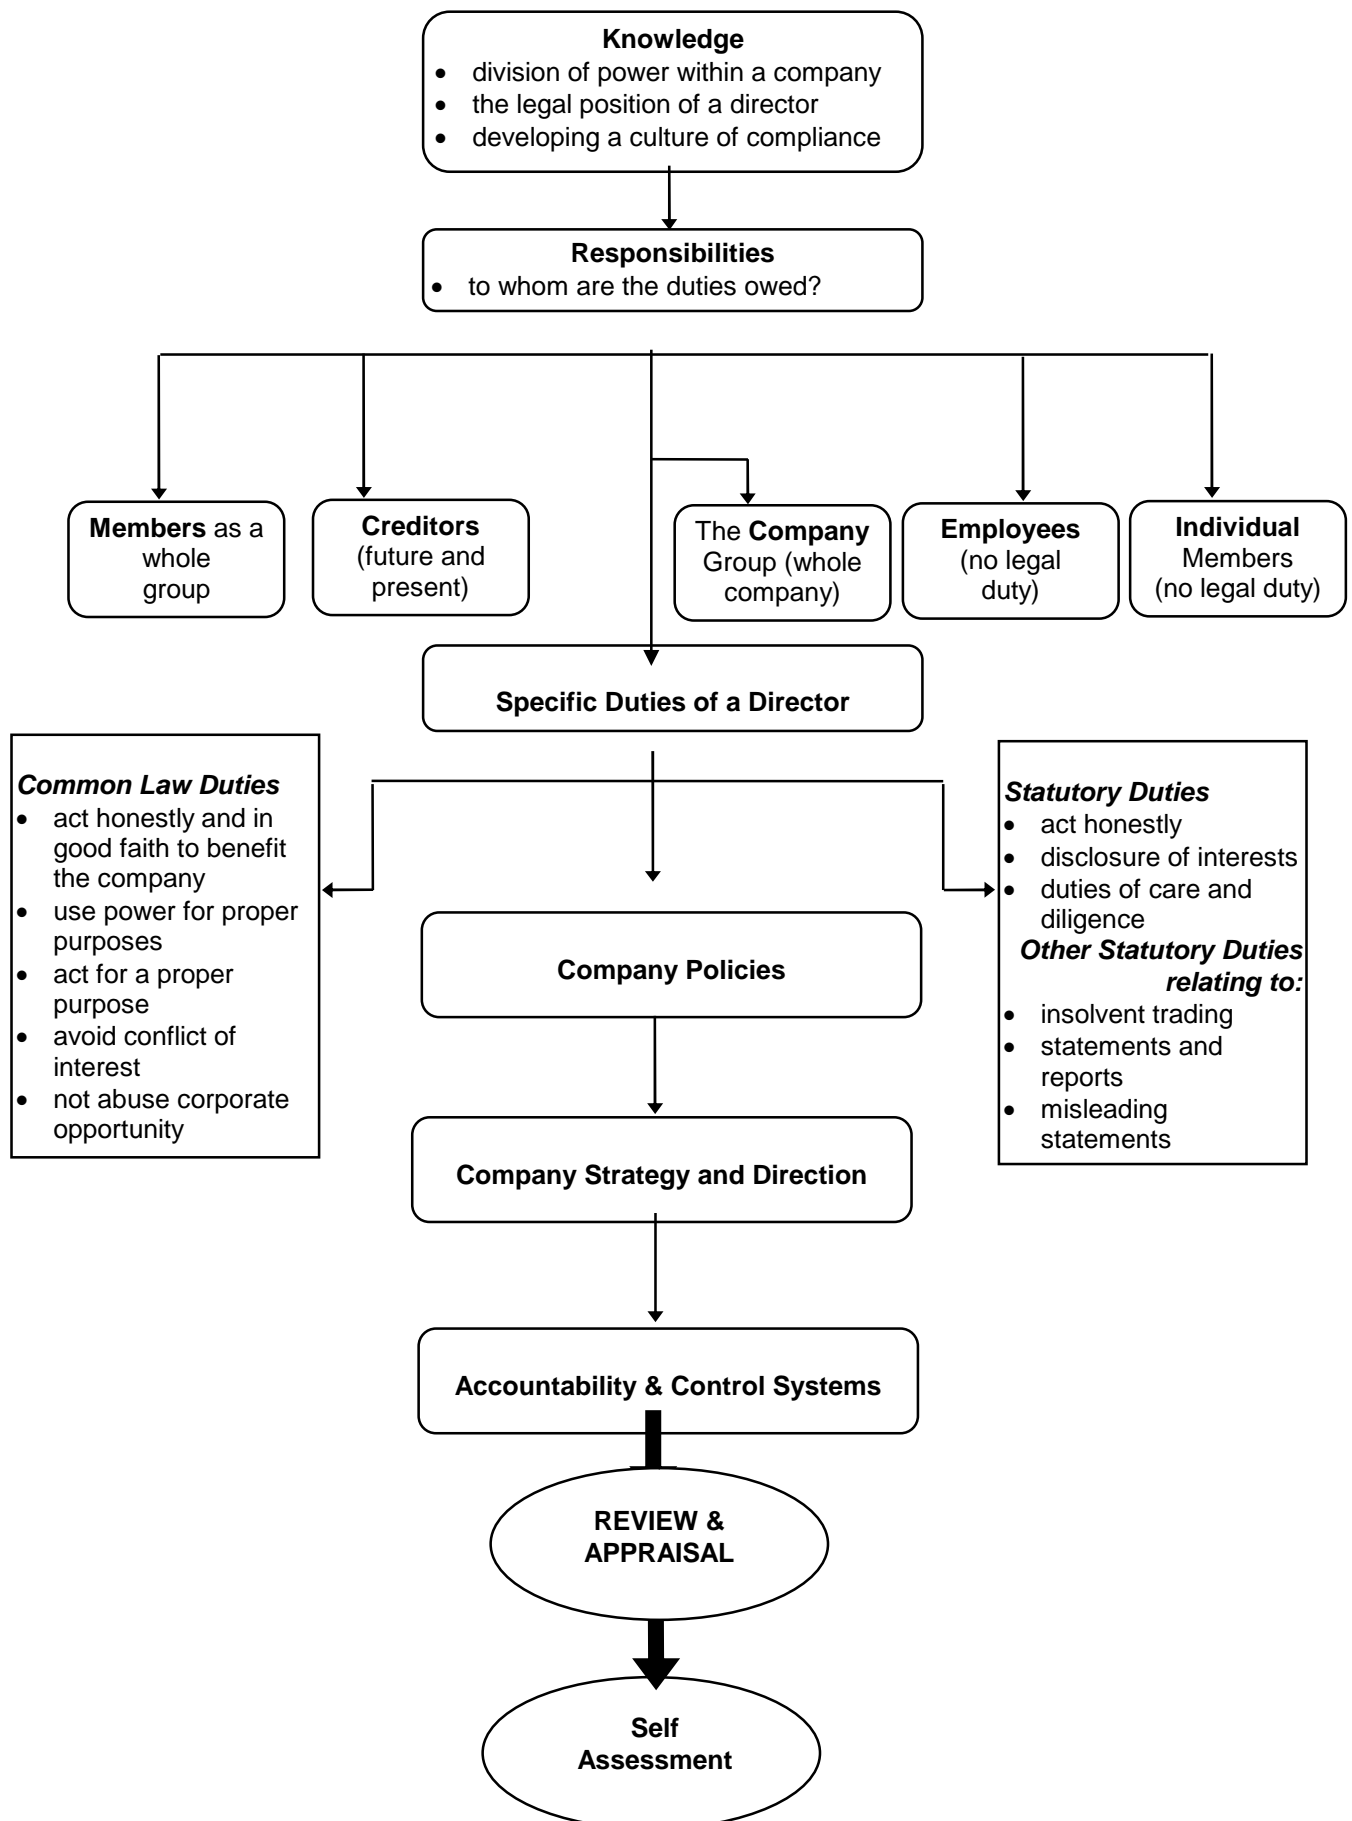 Knowledge
• division of power within a company
• the legal position of a director
• developing a culture of compliance
Responsibilities
• to whom are the duties owed?
Members as a
whole
group
Creditors
(future and
present)
The Company
Group (whole
company)
Employees
(no legal
duty)
Individual
Members
(no legal duty)
Specific Duties of a Director
Common Law Duties
• act honestly and in
good faith to benefit
the company
• use power for proper
purposes
• act for a proper
purpose
• avoid conflict of
interest
• not abuse corporate
opportunity
Statutory Duties
• act honestly
• disclosure of interests
• duties of care and
diligence
Other Statutory Duties
relating to:
• insolvent trading
• statements and
reports
• misleading
statements
Company Policies
Company Strategy and Direction
Accountability & Control Systems
REVIEW &
APPRAISAL
Self
Assessment